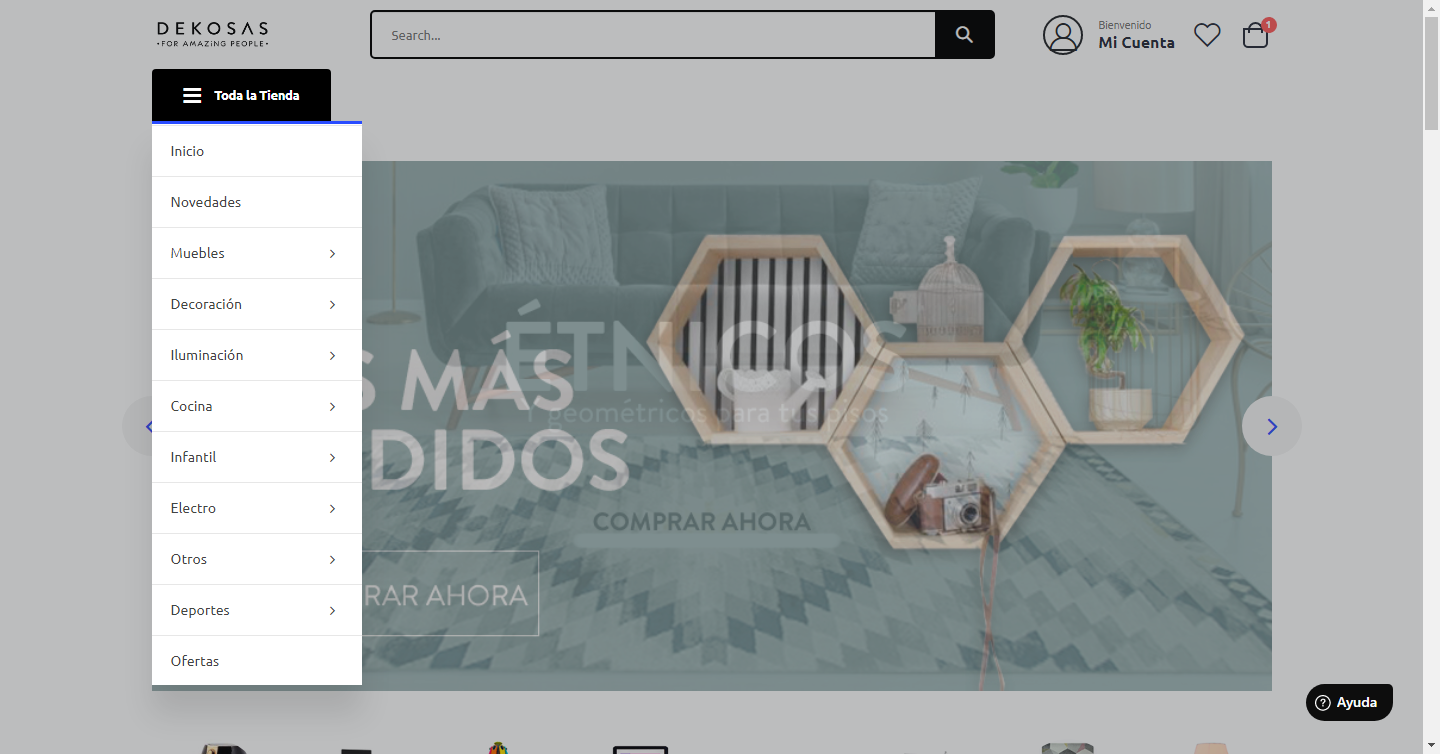 DEKOSAS
•FOR AMAZiNG PEOPLE•
Search...
Bienvenido
Mi Cuenta
1
Toda la Tienda
Inicio
Novedades
Muebles
Decoración
Iluminación
Cocina
Infantil
Electro
Otros
Deportes
Ofertas
ÉTNICOS
geométricos para tus pisos
COMPRAR AHORA
S MÁS
DIDOS
RAR AHORA
Ayuda